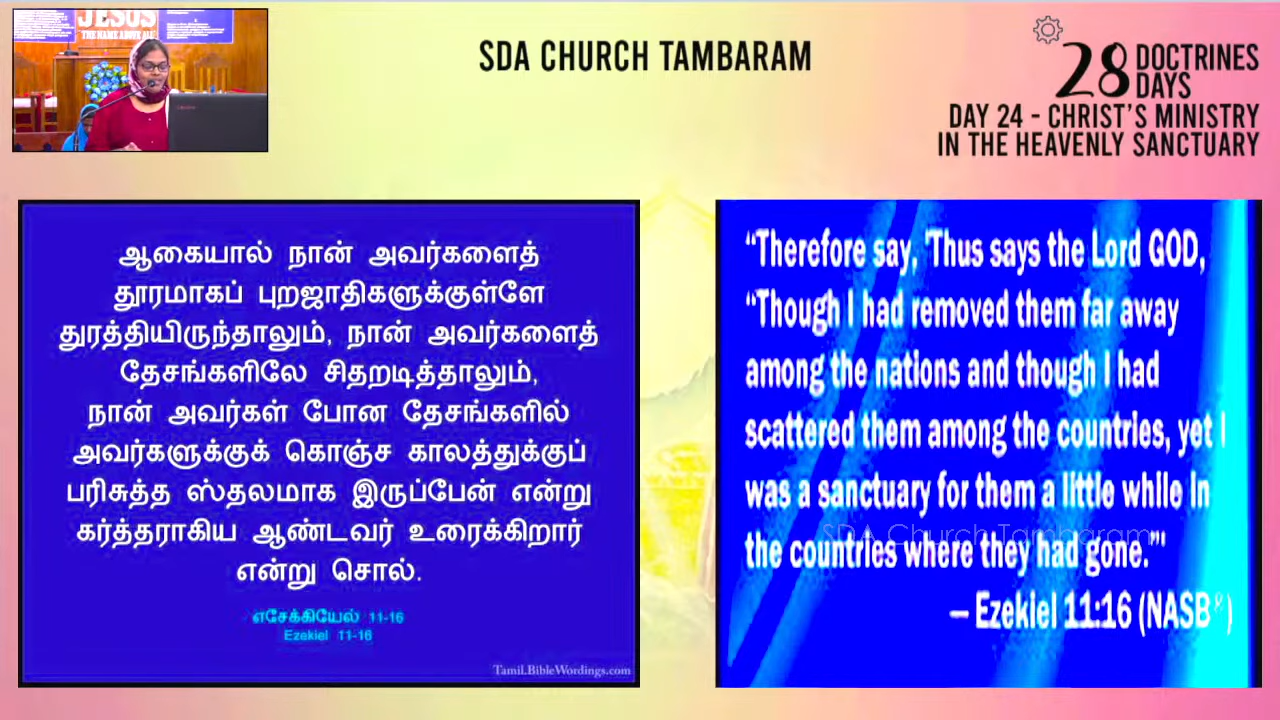 JESUS
THE NAME ABOVE ALL
SDA CHURCH TAMBARAM
28 DOCTRINES
DAYS
DAY 24 - CHRIST'S MINISTRY
IN THE HEAVENLY SANCTUARY
ஆகையால் நான் அவர்களைத்
தூரமாகப் புறஜாதிகளுக்குள்ளே
துரத்தியிருந்தாலும், நான் அவர்களைத்
தேசங்களிலே சிதறடித்தாலும்,
நான் அவர்கள் போன தேசங்களில்
அவர்களுக்குக் கொஞ்ச காலத்துக்குப்
பரிசுத்த ஸ்தலமாக இருப்பேன் என்று
கர்த்தராகிய ஆண்டவர் உரைக்கிறார்
என்று சொல்.
எசேக்கியேல் 11-16
Ezekiel 11-16
Tamil.BibleWordings.com
“Therefore say, 'Thus says the Lord GOD,
“Though I had removed them far away
among the nations and though I had
scattered them among the countries, yet I
was a sanctuary for them a little while in
the countries where they had gone.”'
— Ezekiel 11:16 (NASB®)
SDA Church Tambaram